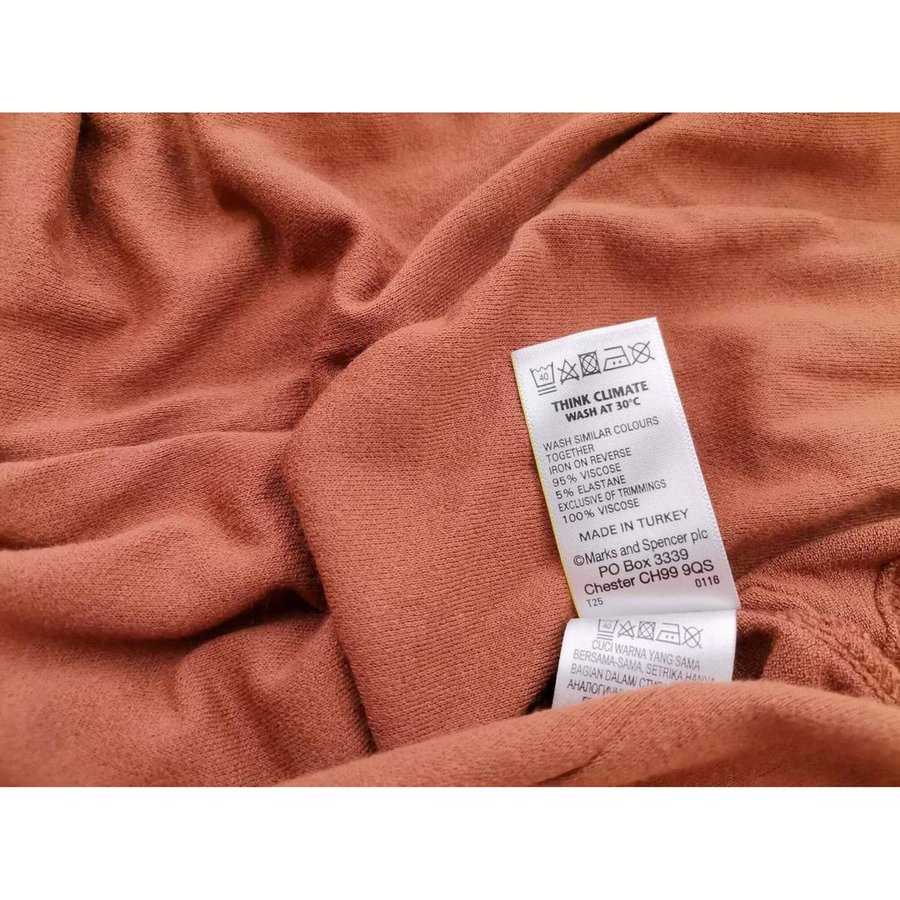 40
THINK CLIMATE
WASH AT 30°C
WASH SIMILAR COLOURS
TOGETHER
IRON ON REVERSE
95% VISCOSE
5% ELASTANE
EXCLUSIVE OF TRIMMINGS
100% VISCOSE
MADE IN TURKEY
©Marks and Spencer plc
PO Box 3339
Chester CH99 9QS
T25 0116
40
CUCI WARNA YANG SAMA
BERSAMA-SAMA, SETRIKA HANYA
BAGIAN DALAM/